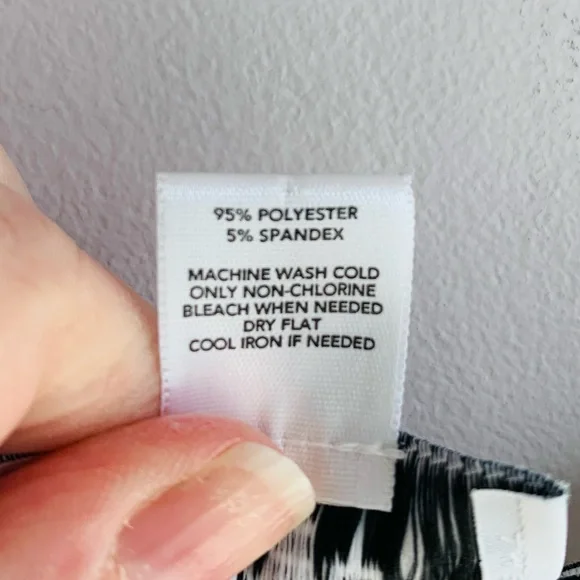 95% POLYESTER
5% SPANDEX
MACHINE WASH COLD
ONLY NON-CHLORINE
BLEACH WHEN NEEDED
DRY FLAT
COOL IRON IF NEEDED